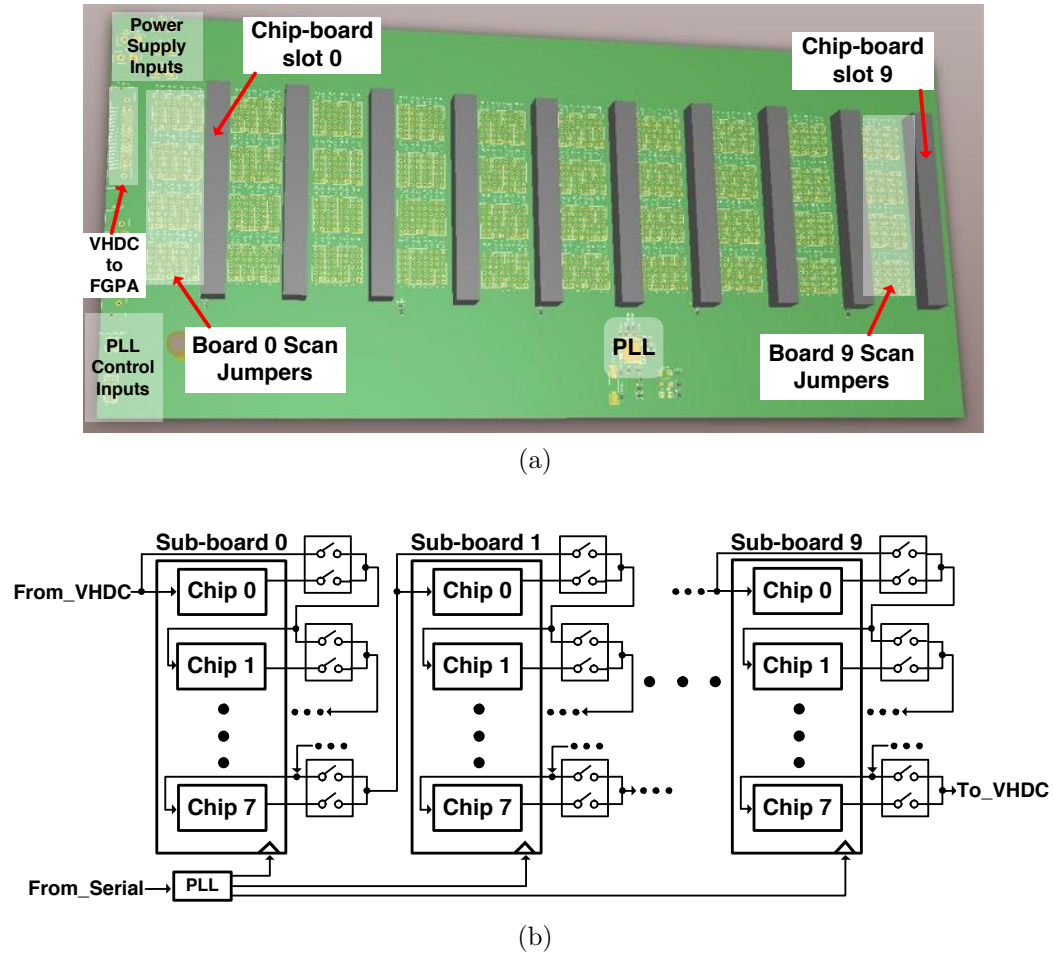 Power
Supply
Inputs
Chip-board
slot 0
Chip-board
slot 9
VHDC
to
FGPA
PLL
Control
Inputs
Board 0 Scan
Jumpers
PLL
Board 9 Scan
Jumpers
(a)
Sub-board 0
Sub-board 1
Sub-board 9
From_VHDC
Chip 0
Chip 0
Chip 0
Chip 1
Chip 1
Chip 1
Chip 7
Chip 7
Chip 7
To_VHDC
From_Serial
PLL
(b)